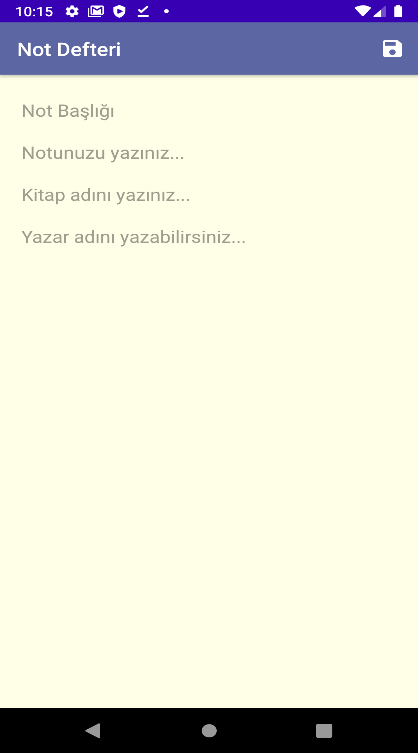 10:15
Not Defteri
Not Başlığı
Notunuzu yazınız...
Kitap adını yazınız...
Yazar adını yazabilirsiniz...